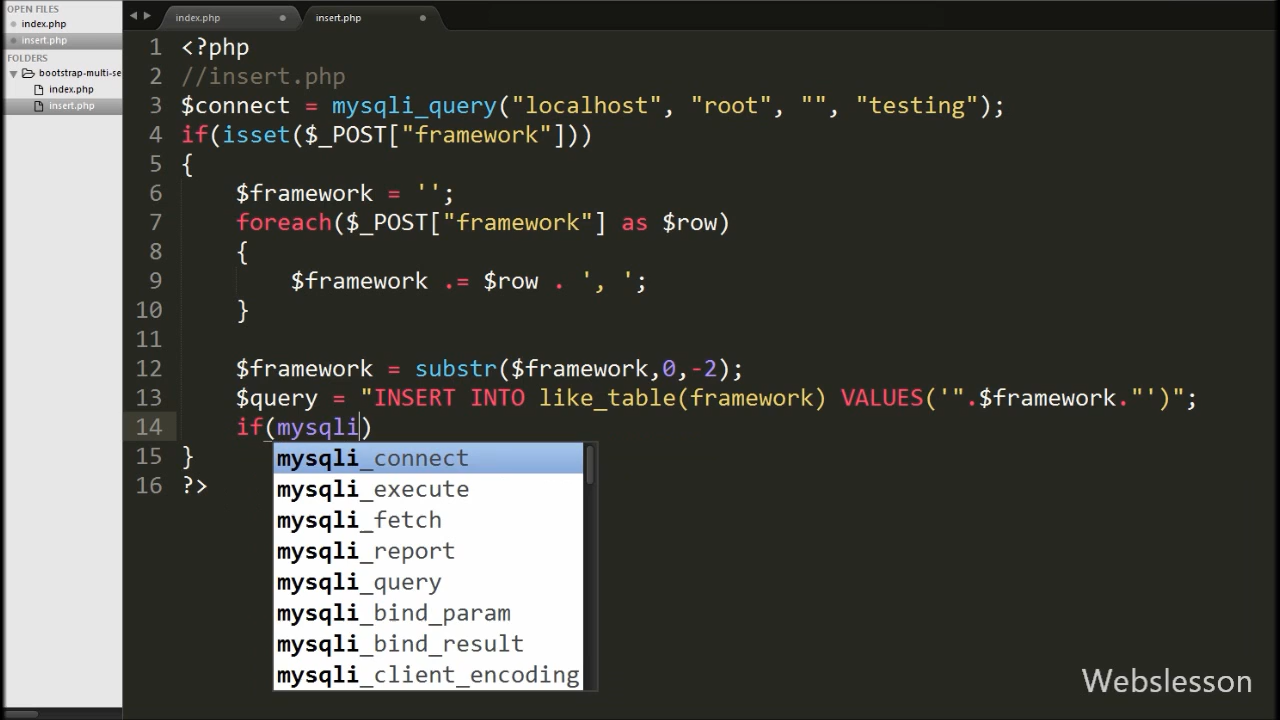 OPEN FILES
index.php
insert.php
FOLDERS
bootstrap-multi-se
index.php
insert.php
index.php
insert.php
1 <?php
2 //insert.php
3 $connect = mysqli_query("localhost", "root", "", "testing");
4 if(isset($_POST["framework"]))
5 {
6 $framework = '';
7 foreach($_POST["framework"] as $row)
8 {
9 $framework .= $row . ', ';
10 }
11
12 $framework = substr($framework,0,-2);
13 $query = "INSERT INTO like_table(framework) VALUES('".$framework."')";
14 if(mysqli)
15 }
16 ?>
mysqli_connect
mysqli_execute
mysqli_fetch
mysqli_report
mysqli_query
mysqli_bind_param
mysqli_bind_result
mysqli_client_encoding
Webslesson